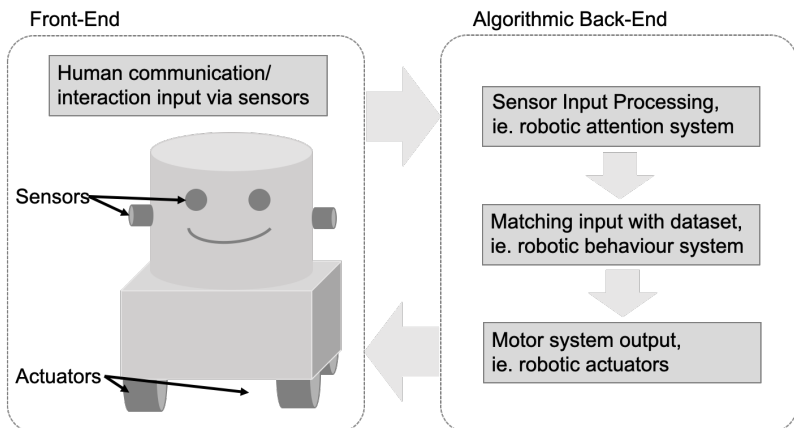 Front-End
Human communication/
interaction input via sensors
Sensors
Actuators
Algorithmic Back-End
Sensor Input Processing,
ie. robotic attention system
Matching input with dataset,
ie. robotic behaviour system
Motor system output,
ie. robotic actuators